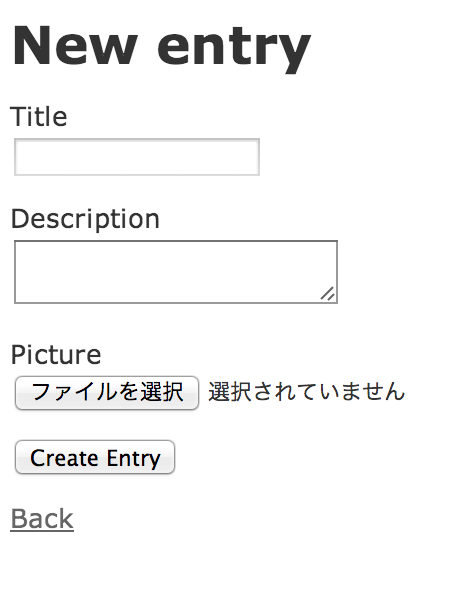 New entry
Title
Description
Picture
ファイルを選択 選択されていません
Create Entry
Back